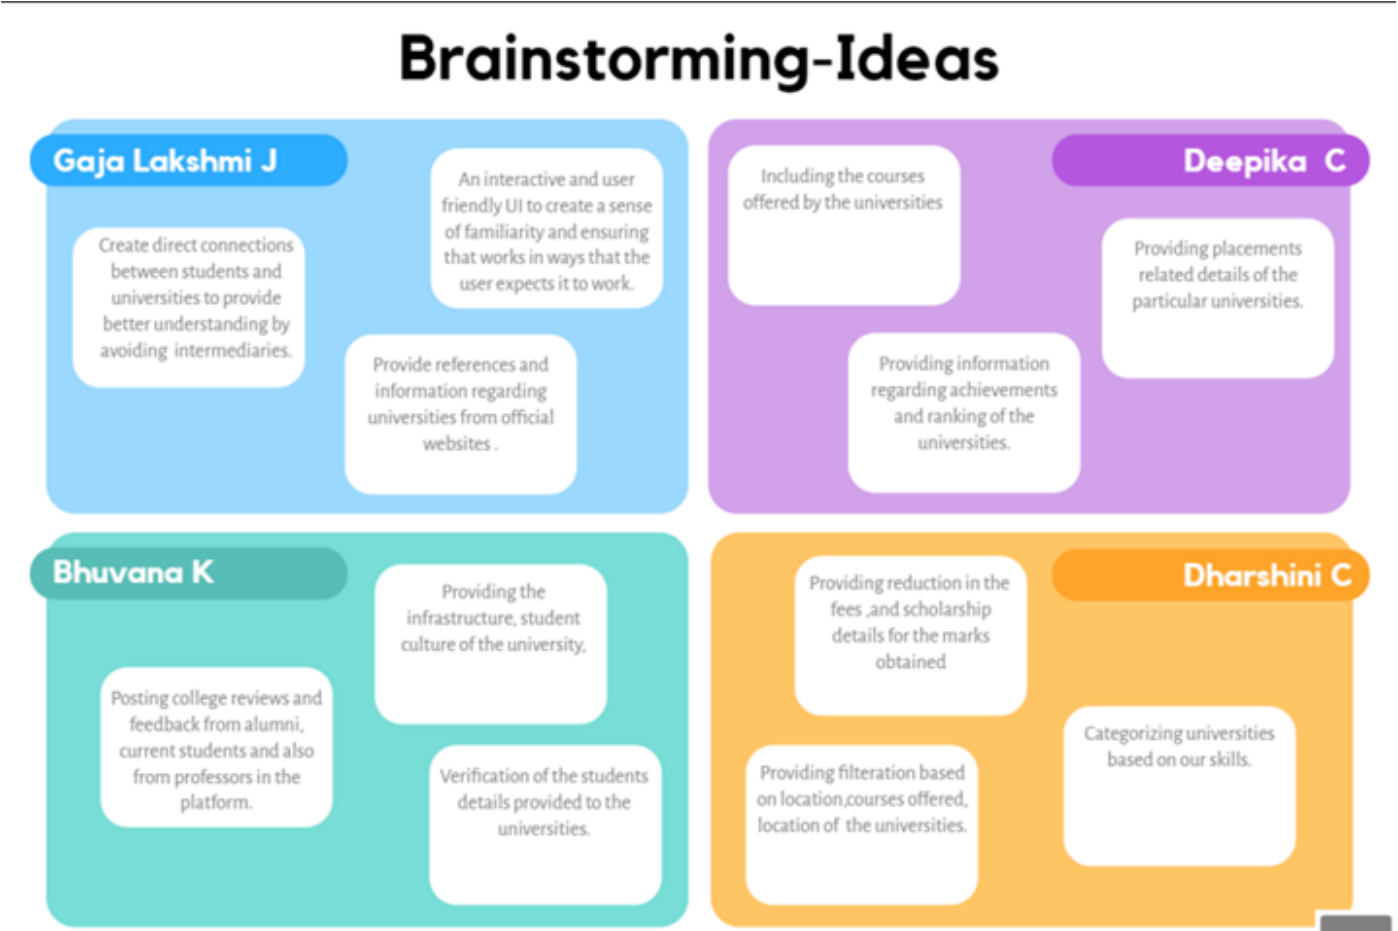 Brainstorming-Ideas
Gaja Lakshmi J
An interactive and user
friendly UI to create a sense
of familiarity and ensuring
that works in ways that the
user expects it to work.
Create direct connections
between students and
universities to provide
better understanding by
avoiding intermediaries.
Provide references and
information regarding
universities from official
websites .
Deepika C
Including the courses
offered by the universities
Providing placements
related details of the
particular universities.
Providing information
regarding achievements
and ranking of the
universities.
Bhuvana K
Providing the
infrastructure, student
culture of the university,
Posting college reviews and
feedback from alumni,
current students and also
from professors in the
platform.
Verification of the students
details provided to the
universities.
Dharshini C
Providing reduction in the
fees ,and scholarship
details for the marks
obtained
Categorizing universities
based on our skills.
Providing filteration based
on location,courses offered,
location of the universities.